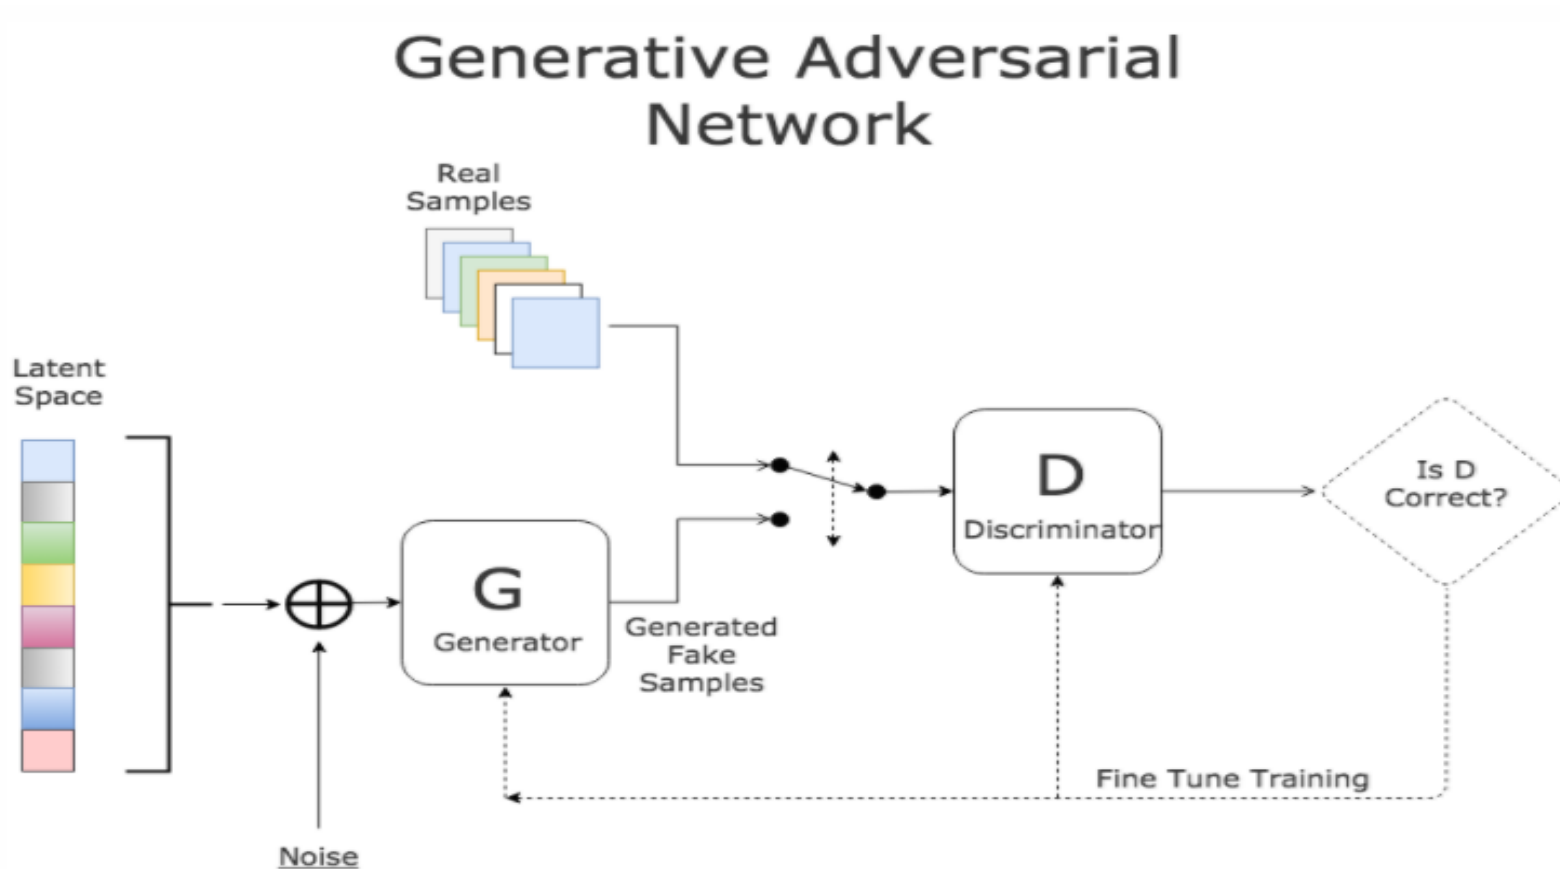 Generative Adversarial
Network
Real
Samples
Latent
Space
G
Generator
Generated
Fake
Samples
D
Discriminator
Is D
Correct?
Fine Tune Training
Noise